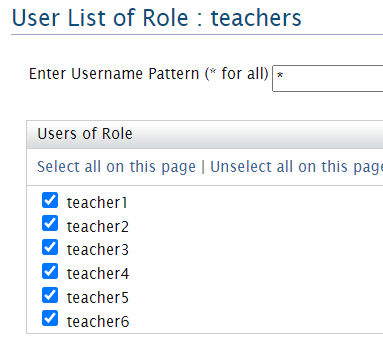 User List of Role : teachers
Enter Username Pattern (* for all) *
Users of Role
Select all on this page | Unselect all on this page
teacher1
teacher2
teacher3
teacher4
teacher5
teacher6